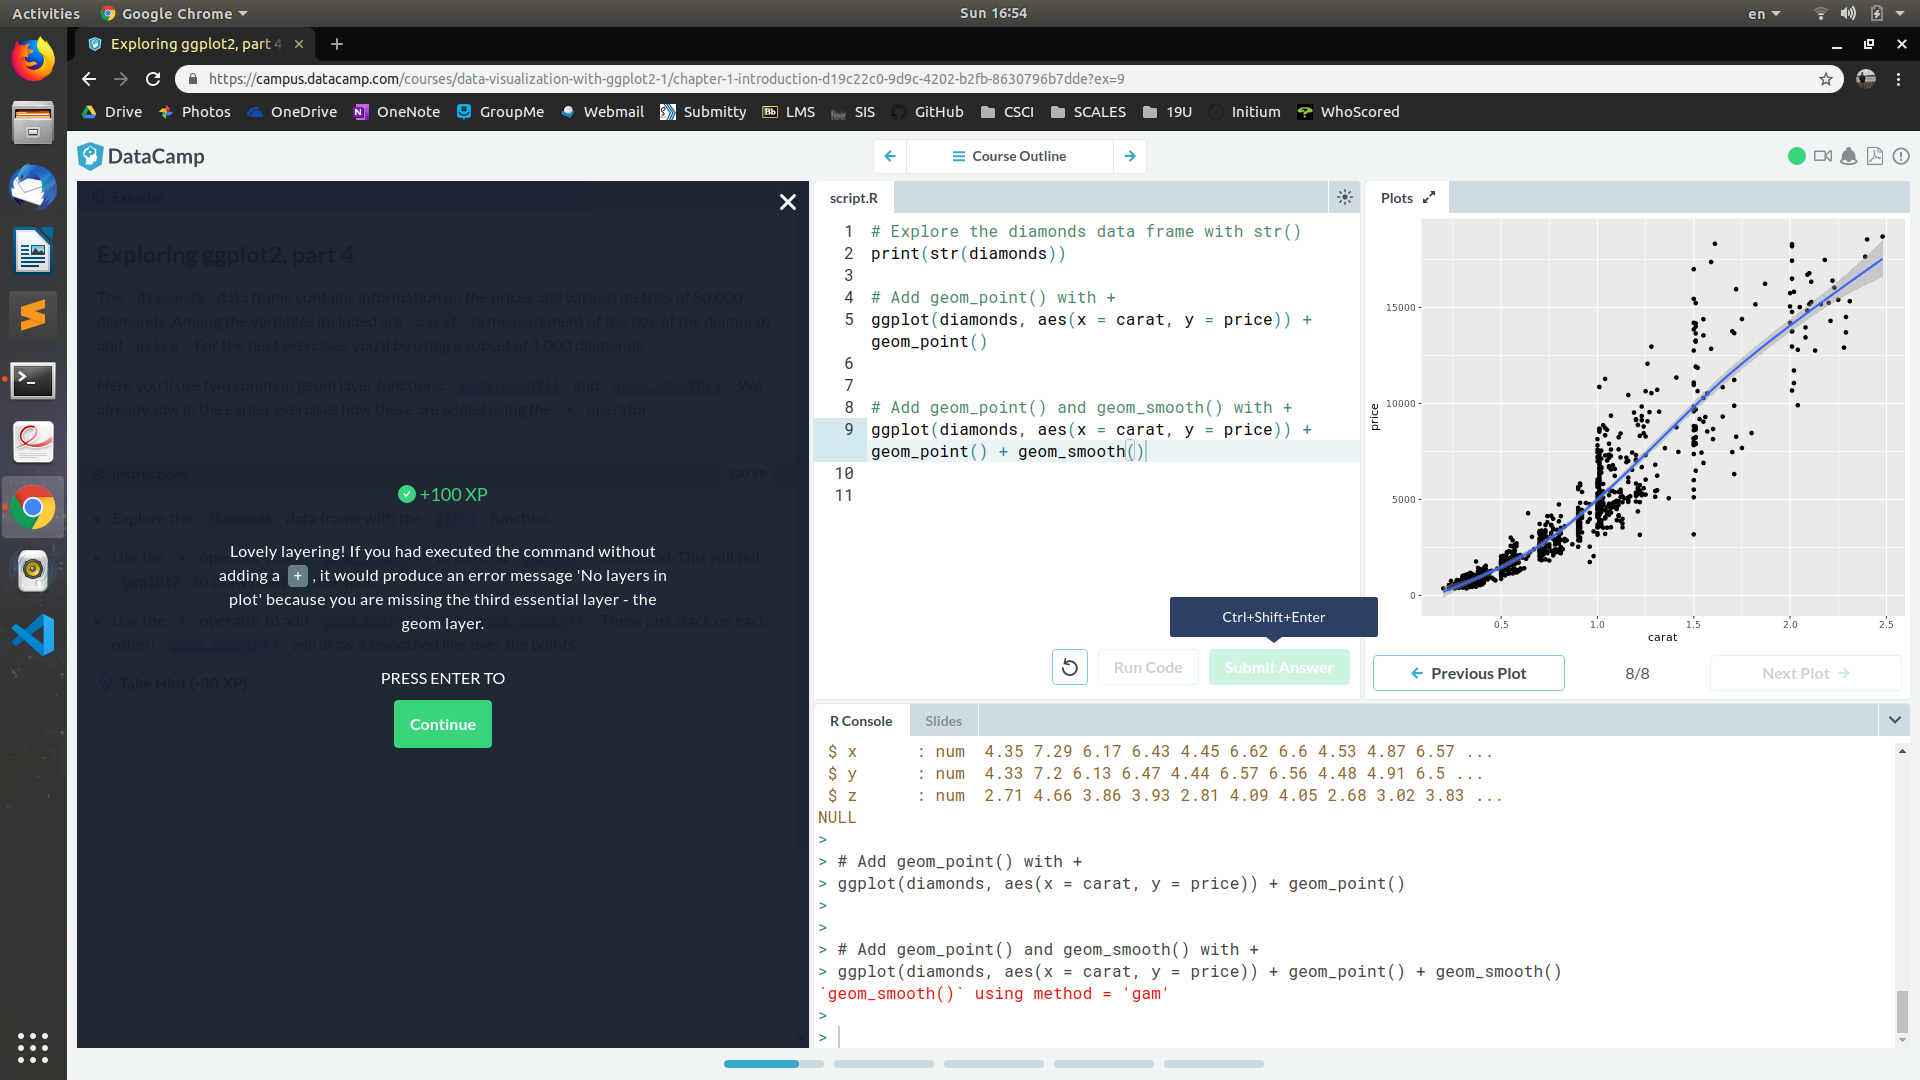 Activities
Google Chrome
Sun 16:54
en
Exploring ggplot2, part 4
https://campus.datacamp.com/courses/data-visualization-with-ggplot2-1/chapter-1-introduction-d19c22c0-9d9c-4202-b2fb-8630796b7dde?ex=9
Drive Photos OneDrive OneNote GroupMe Webmail Submitty LMS SIS GitHub CSCI SCALES 19U Initium WhoScored
DataCamp
Course Outline
Exercise
Exploring ggplot2, part 4
The diamonds data frame contains information on the prices and various metrics of 50,000
diamonds. Among the variables included are carat (a measurement of the size of the diamond)
and price. For the next exercises, you'll be using a subset of 1,000 diamonds.
Here you'll use two common geom layer functions: geom_point() and geom_smooth(). We
already saw in the earlier exercises how these are added using the + operator.
Instructions
100 XP
+100 XP
Explore the diamonds data frame with the str() function.
Lovely layering! If you had executed the command without
adding a + , it would produce an error message 'No layers in
plot' because you are missing the third essential layer - the
geom layer.
Use the + operator
command. This will tell
ggplot2
Use the + operator to add
. These just stack on each
other! geom_smooth() will draw a smoothed line over the points.
PRESS ENTER TO
Take Hint (-30 XP)
Continue
script.R
1 # Explore the diamonds data frame with str()
2 print(str(diamonds))
3
4 # Add geom_point() with +
5 ggplot(diamonds, aes(x = carat, y = price)) +
geom_point()
6
7
8 # Add geom_point() and geom_smooth() with +
9 ggplot(diamonds, aes(x = carat, y = price)) +
geom_point() + geom_smooth()
10
11
Ctrl+Shift+Enter
Run Code
Submit Answer
Plots
15000
10000
5000
0
price
0.5 1.0 1.5 2.0 2.5
carat
Previous Plot
8/8
Next Plot
R Console
Slides
$ x : num 4.35 7.29 6.17 6.43 4.45 6.62 6.6 4.53 4.87 6.57 ...
$ y : num 4.33 7.2 6.13 6.47 4.44 6.57 6.56 4.48 4.91 6.5 ...
$ z : num 2.71 4.66 3.86 3.93 2.81 4.09 4.05 2.68 3.02 3.83 ...
NULL
>
> # Add geom_point() with +
> ggplot(diamonds, aes(x = carat, y = price)) + geom_point()
>
>
> # Add geom_point() and geom_smooth() with +
> ggplot(diamonds, aes(x = carat, y = price)) + geom_point() + geom_smooth()
`geom_smooth()` using method = 'gam'
>
>